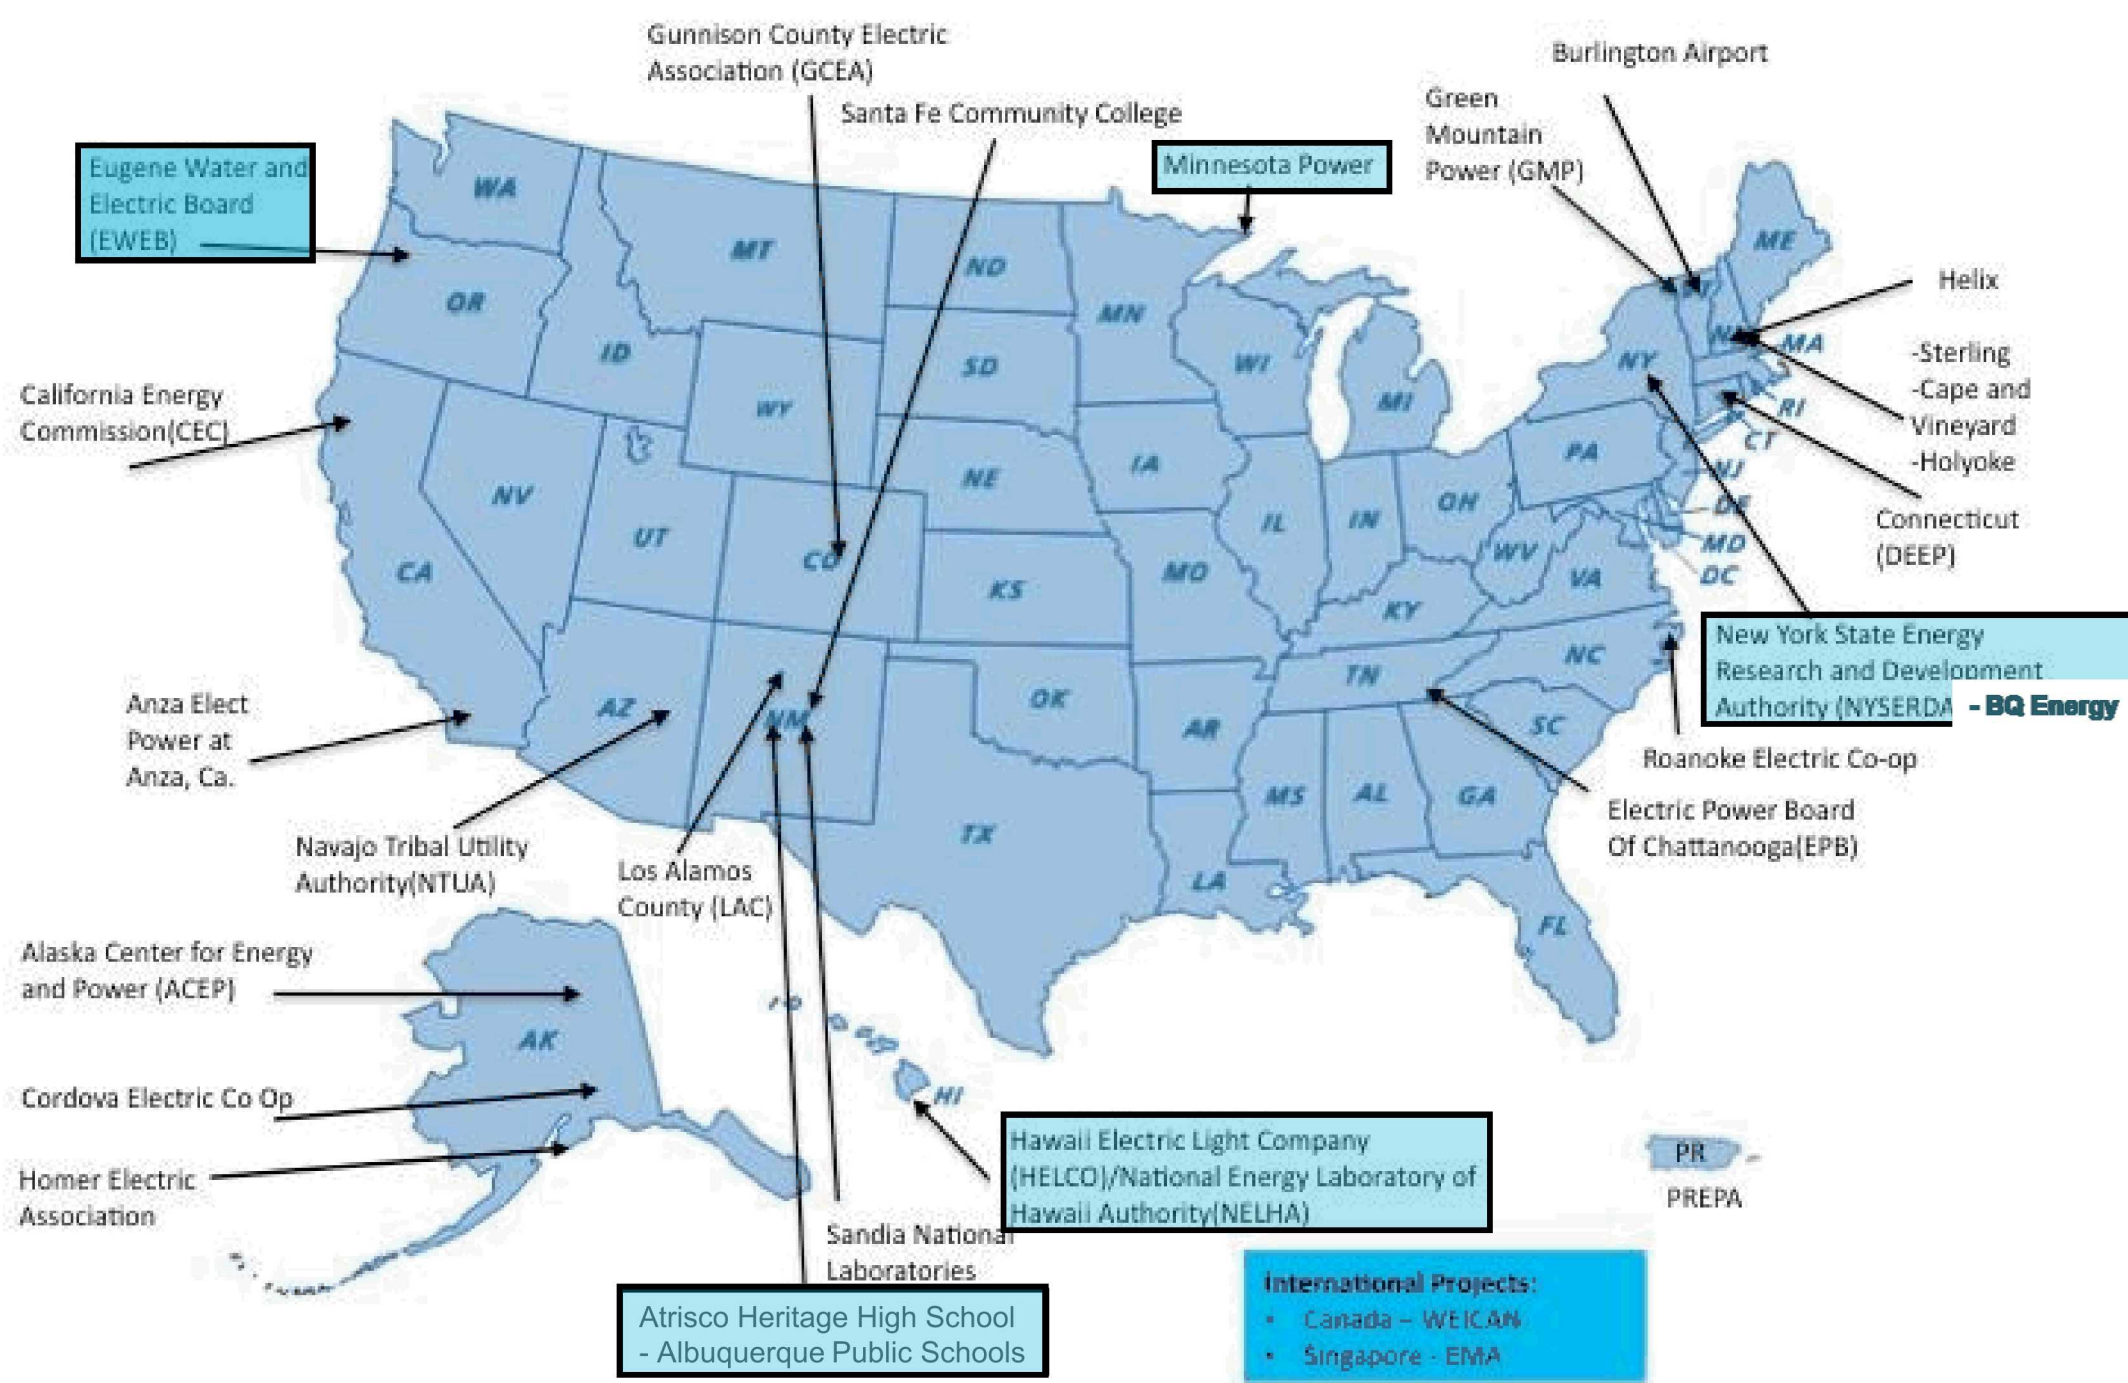 Gunnison County Electric
Association (GCEA)
Santa Fe Community College
Minnesota Power
Burlington Airport
Green
Mountain
Power (GMP)
Eugene Water and
Electric Board
(EWEB)
Helix
-Sterling
-Cape and
Vineyard
-Holyoke
California Energy
Commission(CEC)
Connecticut
(DEEP)
New York State Energy
Research and Development
Authority (NYSERDA
- BQ Energy
Roanoke Electric Co-op
Electric Power Board
Of Chattanooga(EPB)
Anza Elect
Power at
Anza, Ca.
Navajo Tribal Utility
Authority(NTUA)
Los Alamos
County (LAC)
Alaska Center for Energy
and Power (ACEP)
Cordova Electric Co Op
Homer Electric
Association
Hawaii Electric Light Company
(HELCO)/National Energy Laboratory of
Hawaii Authority(NELHA)
Sandia National
Laboratories
Atrisco Heritage High School
- Albuquerque Public Schools
PR
PREPA
International Projects:
• Canada – WEICAN
• Singapore - EMA
WA
MT
ND
MN
ME
OR
ID
SD
WI
MI
NY
MA
WY
RI
CT
NV
UT
NE
IA
PA
NJ
DE
MD
DC
CA
CO
KS
MO
IL
IN
OH
WV
VA
KY
AZ
NM
OK
AR
TN
NC
SC
TX
LA
MS
AL
GA
FL
AK
HI